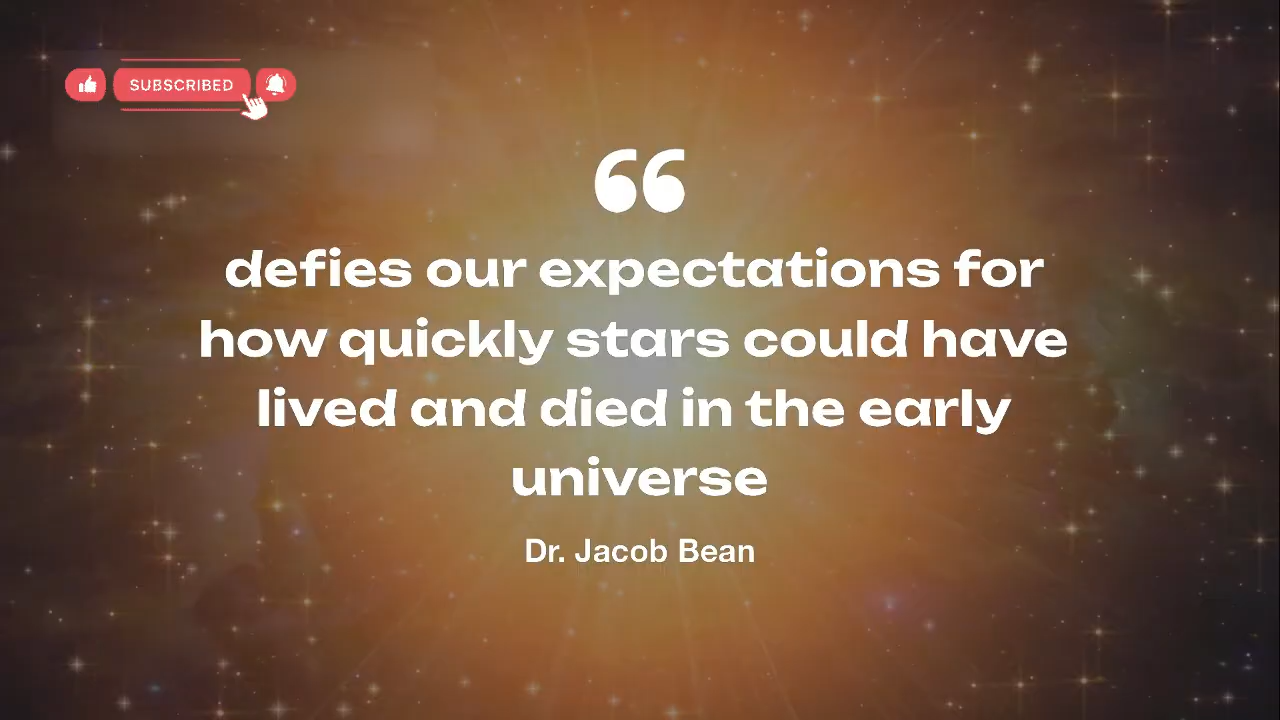 SUBSCRIBED
“
defies our expectations for
how quickly stars could have
lived and died in the early
universe
Dr. Jacob Bean